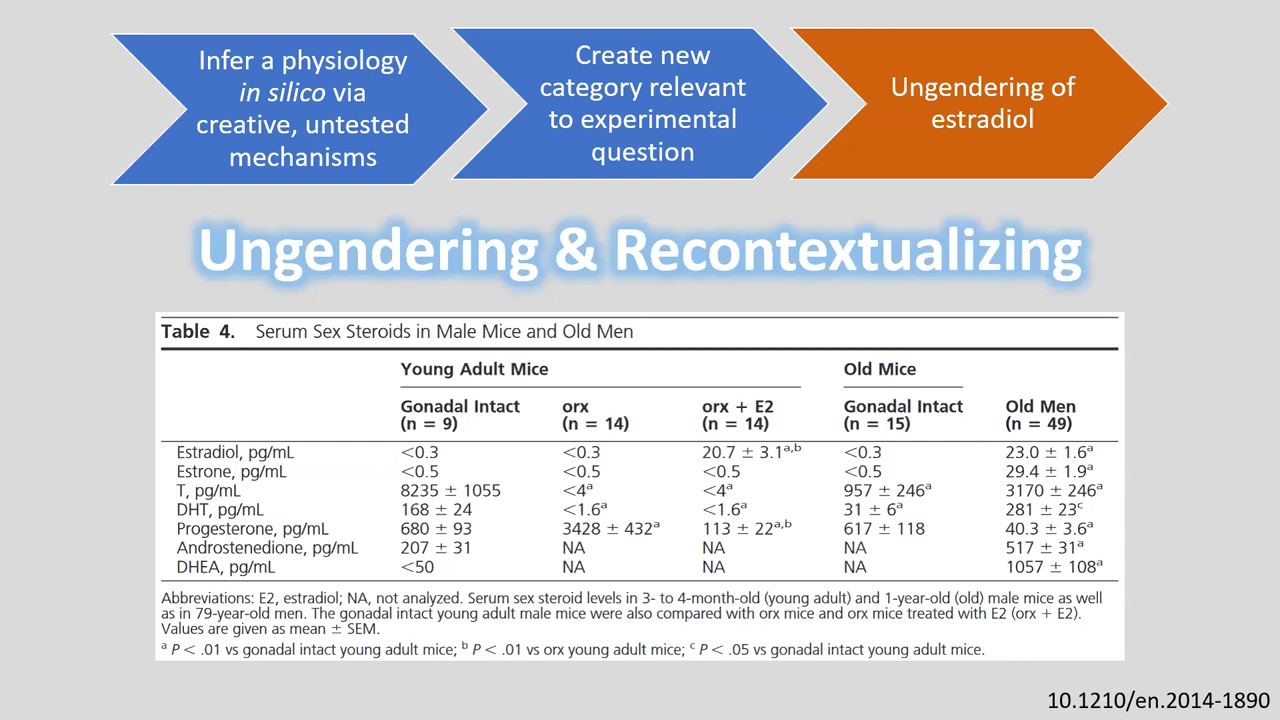 Infer a physiology
in silico via
creative, untested
mechanisms
Create new
category relevant
to experimental
question
Ungendering of
estradiol
Ungendering & Recontextualizing
Table 4. Serum Sex Steroids in Male Mice and Old Men
Young Adult Mice Old Mice
Gonadal Intact orx orx + E2 Gonadal Intact Old Men
(n = 9) (n = 14) (n = 14) (n = 15) (n = 49)
Estradiol, pg/mL <0.3 <0.3 20.7 ± 3.1a,b <0.3 23.0 ± 1.6a
Estrone, pg/mL <0.5 <0.5 <0.5 <0.5 29.4 ± 1.9a
T, pg/mL 8235 ± 1055 <4a <4a 957 ± 246a 3170 ± 246a
DHT, pg/mL 168 ± 24 <1.6a <1.6a 31 ± 6a 281 ± 23c
Progesterone, pg/mL 680 ± 93 3428 ± 432a 113 ± 22a,b 617 ± 118 40.3 ± 3.6a
Androstenedione, pg/mL 207 ± 31 NA NA NA 517 ± 31a
DHEA, pg/mL <50 NA NA NA 1057 ± 108a
Abbreviations: E2, estradiol; NA, not analyzed. Serum sex steroid levels in 3- to 4-month-old (young adult) and 1-year-old (old) male mice as well
as in 79-year-old men. The gonadal intact young adult male mice were also compared with orx mice and orx mice treated with E2 (orx + E2).
Values are given as mean ± SEM.
a P < .01 vs gonadal intact young adult mice; b P < .01 vs orx young adult mice; c P < .05 vs gonadal intact young adult mice.
10.1210/en.2014-1890